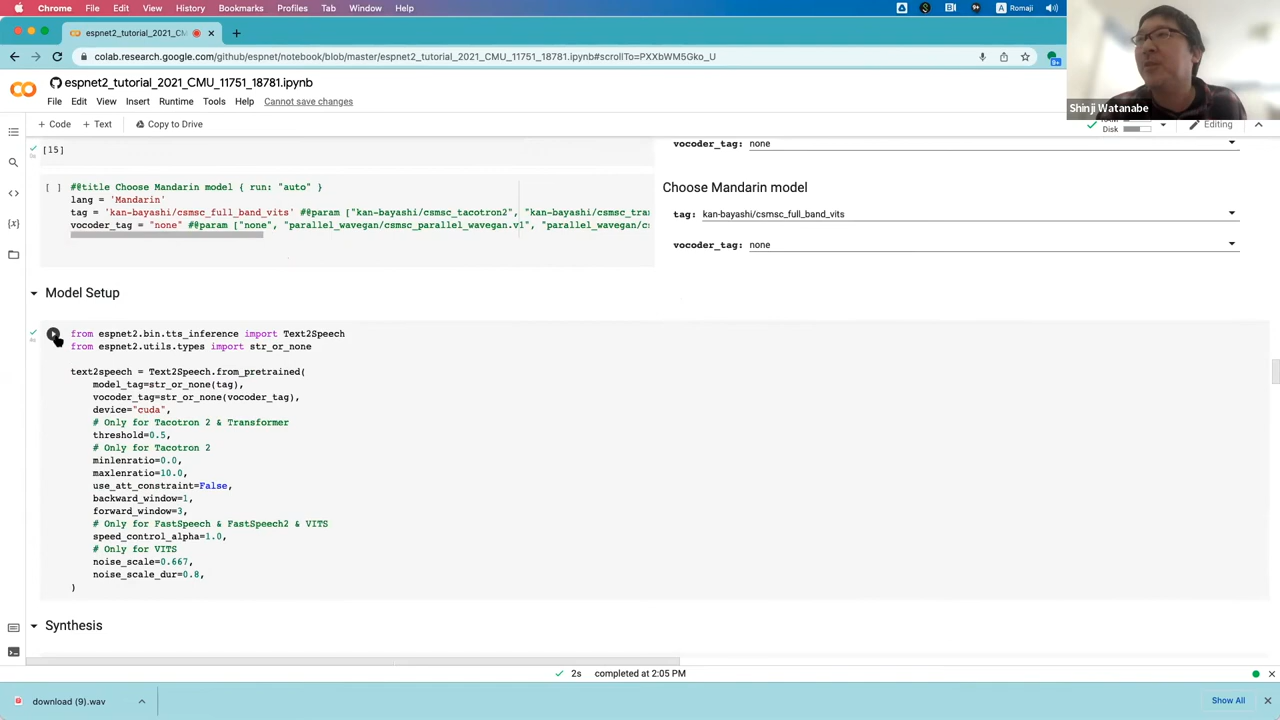 Chrome File Edit View History Bookmarks Profiles Tab Window Help A Romaji
espnet2_tutorial_2021_CMU_11
colab.research.google.com/github/espnet/notebook/blob/master/espnet2_tutorial_2021_CMU_11751_18781.ipynb#scrollTo=PXXbWM5Gko_U
9+
espnet2_tutorial_2021_CMU_11751_18781.ipynb
File Edit View Insert Runtime Tools Help Cannot save changes
Shinji Watanabe
+ Code + Text Copy to Drive
Disk Editing
[15]
vocoder_tag: none
[ ] #@title Choose Mandarin model { run: "auto" }
lang = 'Mandarin'
tag = 'kan-bayashi/csmsc_full_band_vits' #@param ["kan-bayashi/csmsc_tacotron2", "kan-bayashi/csmsc_tra
vocoder_tag = "none" #@param ["none", "parallel_wavegan/csmsc_parallel_wavegan.v1", "parallel_wavegan/cs
Choose Mandarin model
tag: kan-bayashi/csmsc_full_band_vits
vocoder_tag: none
Model Setup
from espnet2.bin.tts_inference import Text2Speech
from espnet2.utils.types import str_or_none
text2speech = Text2Speech.from_pretrained(
model_tag=str_or_none(tag),
vocoder_tag=str_or_none(vocoder_tag),
device="cuda",
# Only for Tacotron 2 & Transformer
threshold=0.5,
# Only for Tacotron 2
minlenratio=0.0,
maxlenratio=10.0,
use_att_constraint=False,
backward_window=1,
forward_window=3,
# Only for FastSpeech & FastSpeech2 & VITS
speed_control_alpha=1.0,
# Only for VITS
noise_scale=0.667,
noise_scale_dur=0.8,
)
Synthesis
2s completed at 2:05 PM
download (9).wav
Show All